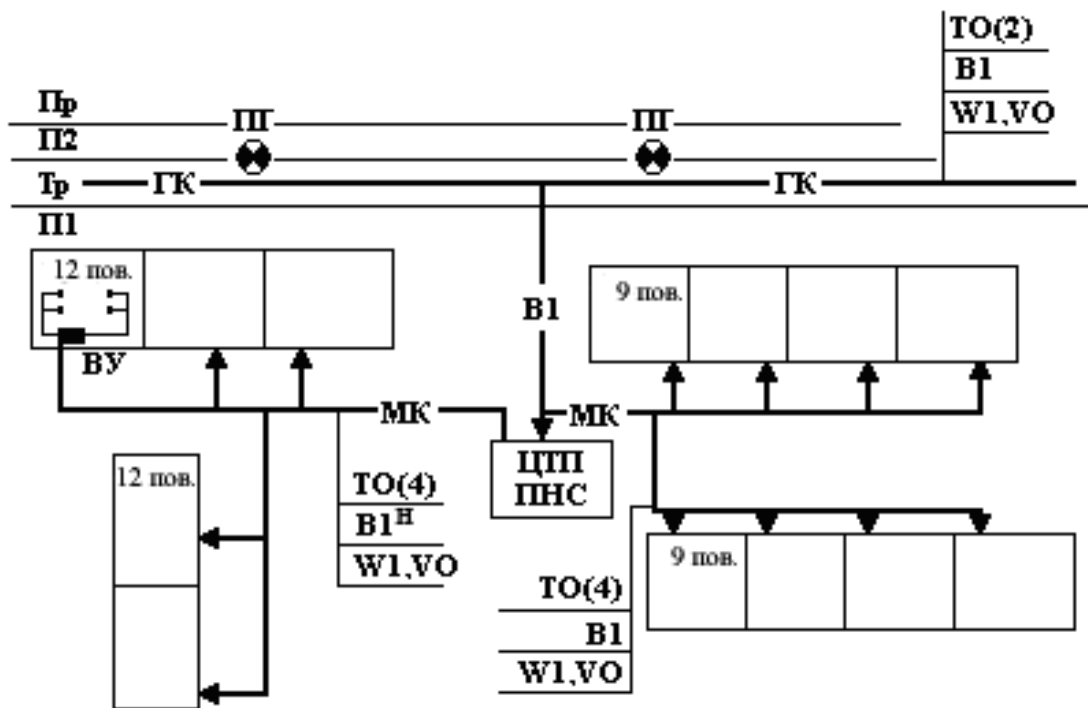 ТО(2)
В1
W1,VO
Пр
ПГ
ПГ
П2
Тр
ГК
ГК
П1
12 пов.
9 пов.
В1
ВУ
МК
МК
ЦТП
ПНС
12 пов.
ТО(4)
В1Н
W1,VO
9 пов.
ТО(4)
В1
W1,VO